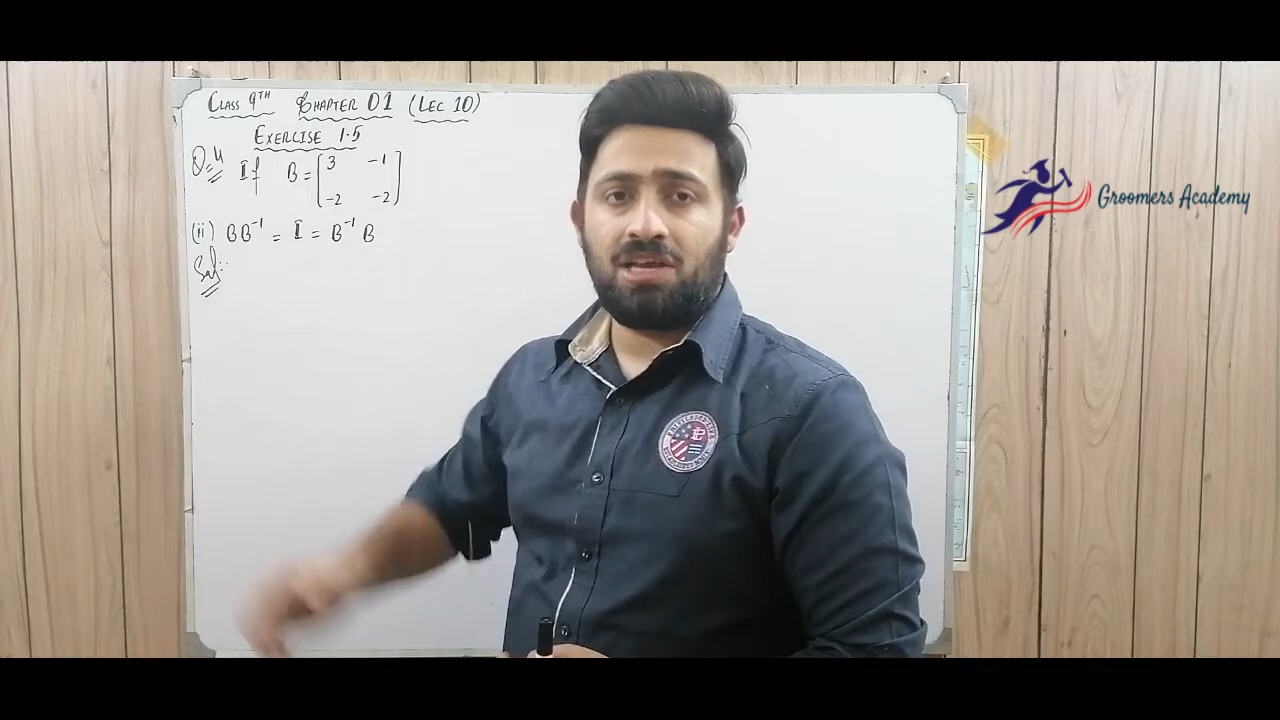 CLASS 9TH CHAPTER 01 (LEC 10)
EXERCISE 1.5
Q.4 If B = [3 -1
-2 -2]
(ii) BB⁻¹ = I = B⁻¹ B
Sol:
Groomers Academy